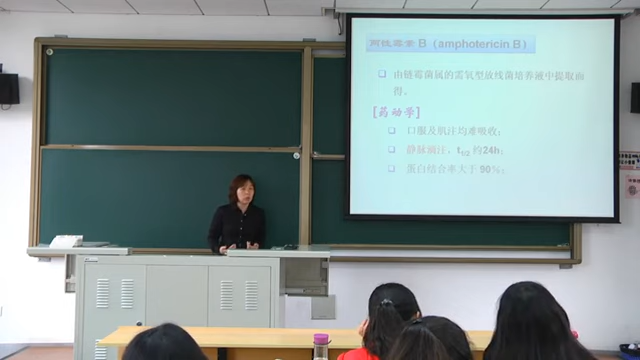 两性霉素 B（amphotericin B）
由链霉菌属的需氧型放线菌培养液中提取而
得。
[药动学]
口服及肌注均难吸收;
静脉滴注，t1/2 约24h;
蛋白结合率大于 90%;